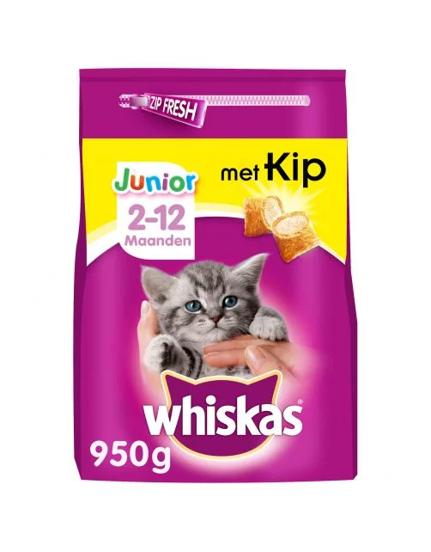 ZIP FRESH
Junior
2-12
Maanden
met Kip
whiskas®
950g